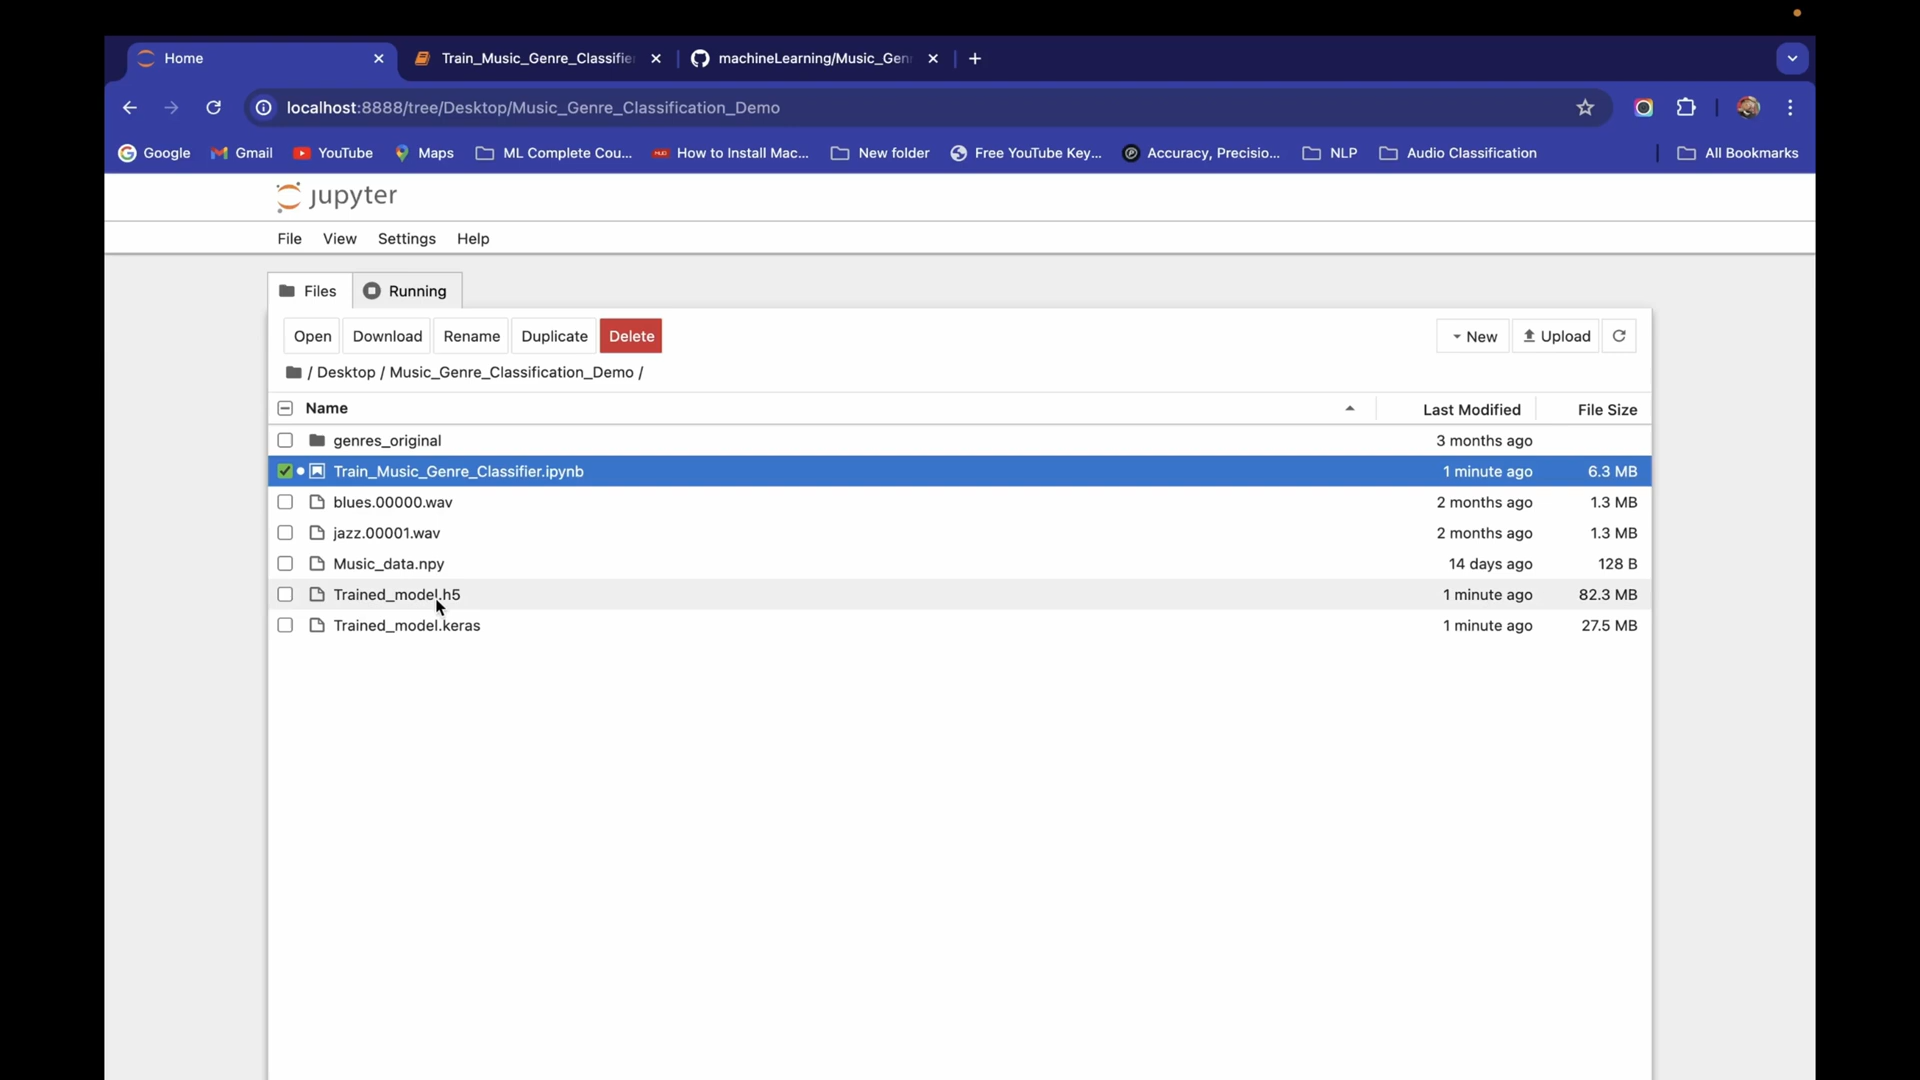 Home
Train_Music_Genre_Classifie
machineLearning/Music_Gen
localhost:8888/tree/Desktop/Music_Genre_Classification_Demo
Google Gmail YouTube Maps ML Complete Cou... How to Install Mac... New folder Free YouTube Key... Accuracy, Precisio... NLP Audio Classification All Bookmarks
jupyter
File View Settings Help
Files Running
Open Download Rename Duplicate Delete New Upload
/ Desktop / Music_Genre_Classification_Demo /
Name Last Modified File Size
genres_original 3 months ago
Train_Music_Genre_Classifier.ipynb 1 minute ago 6.3 MB
blues.00000.wav 2 months ago 1.3 MB
jazz.00001.wav 2 months ago 1.3 MB
Music_data.npy 14 days ago 128 B
Trained_model.h5 1 minute ago 82.3 MB
Trained_model.keras 1 minute ago 27.5 MB